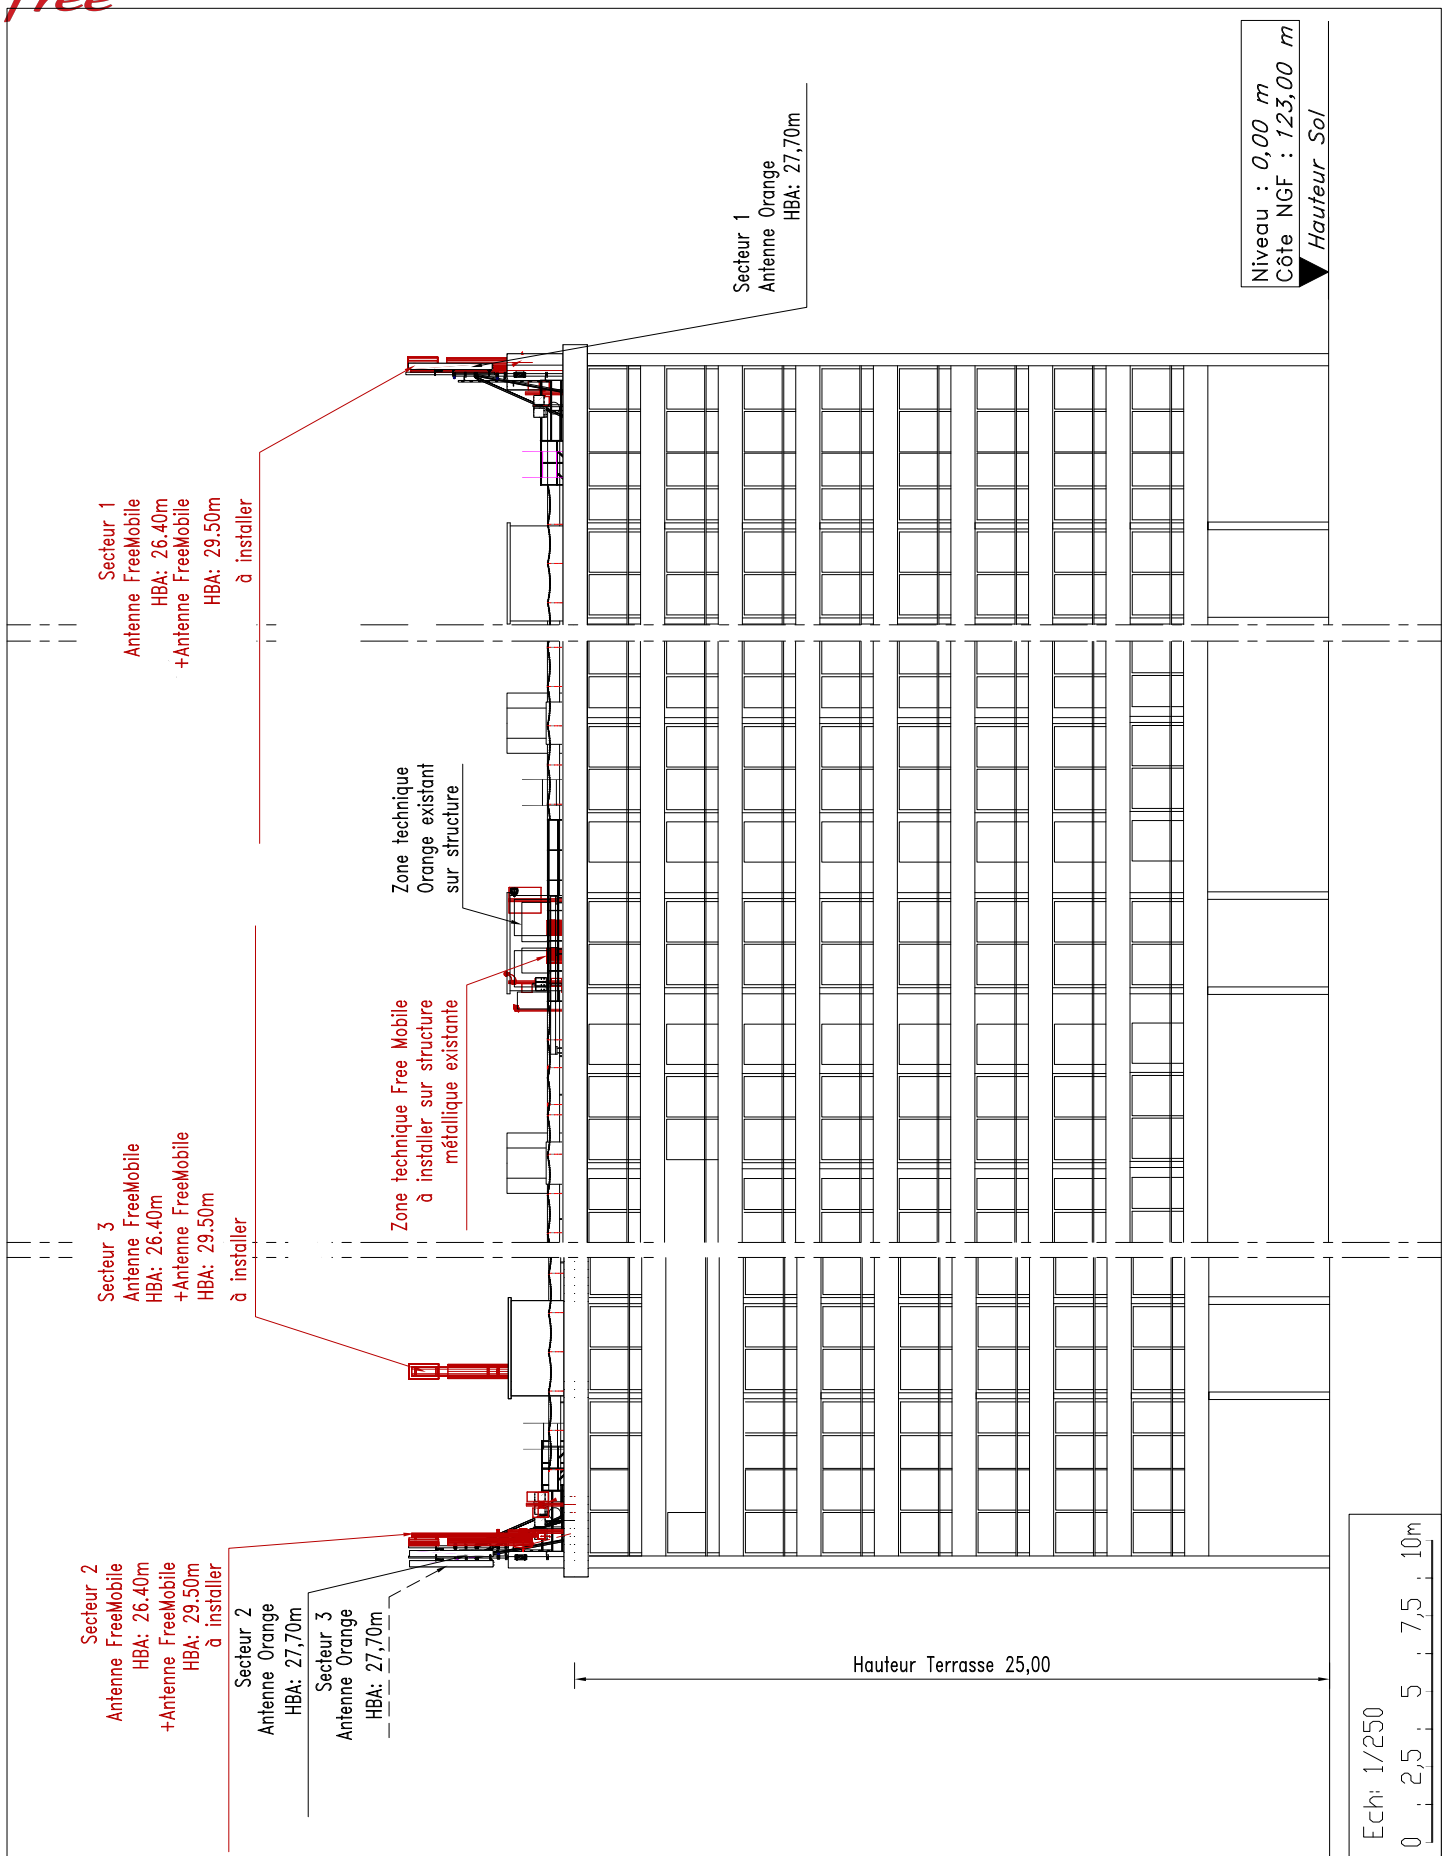 free
Secteur 2
Antenne FreeMobile
HBA: 26.40m
+Antenne FreeMobile
HBA: 29.50m
à installer
Secteur 2
Antenne Orange
HBA: 27,70m
Secteur 3
Antenne Orange
HBA: 27,70m
Secteur 3
Antenne FreeMobile
HBA: 26.40m
+Antenne FreeMobile
HBA: 29.50m
à installer
Zone technique Free Mobile
à installer sur structure
métallique existante
Zone technique
Orange existant
sur structure
Secteur 1
Antenne FreeMobile
HBA: 26.40m
+Antenne FreeMobile
HBA: 29.50m
à installer
Secteur 1
Antenne Orange
HBA: 27,70m
Hauteur Terrasse 25,00
Niveau : 0,00 m
Côte NGF : 123,00 m
Hauteur Sol
Ech: 1/250
0 2,5 5 7,5 10m